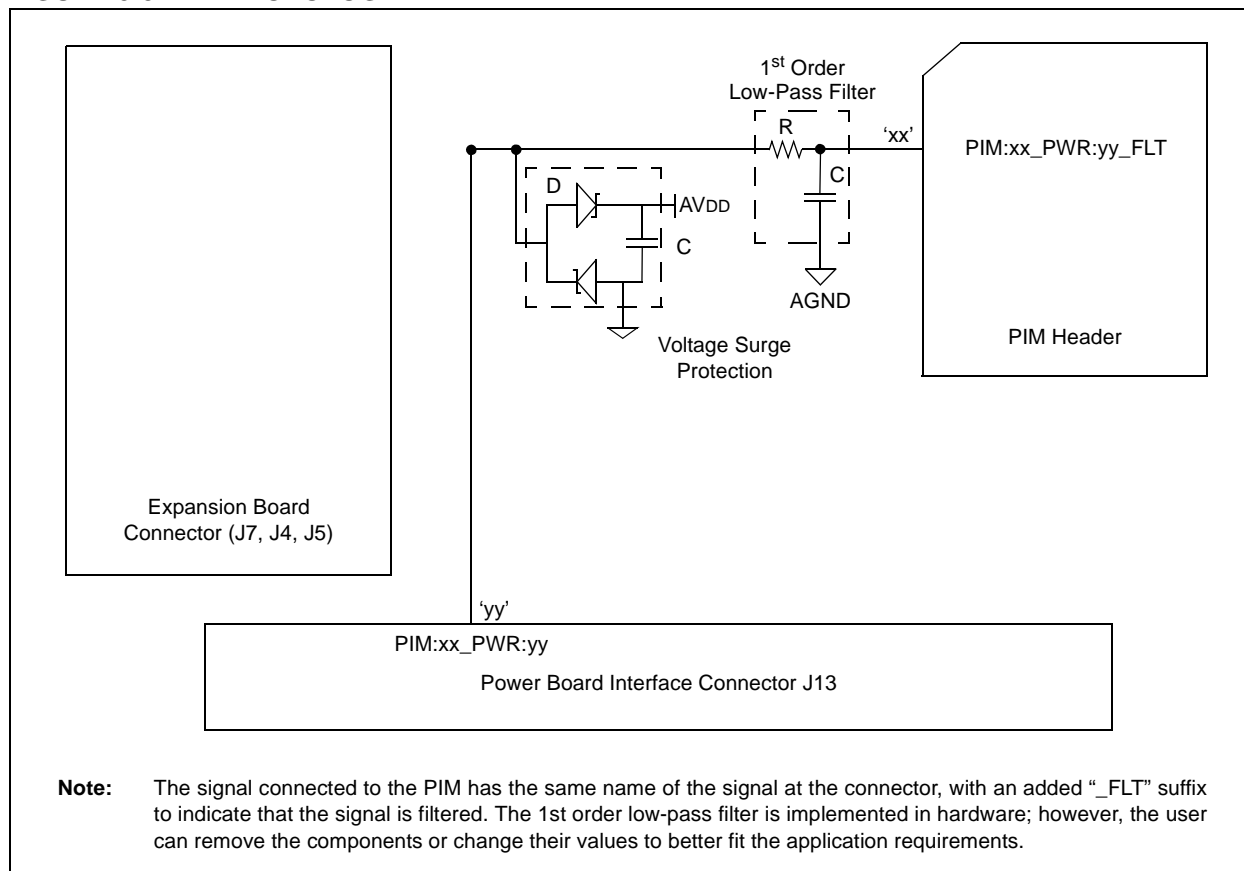 1st Order
Low-Pass Filter
R
‘xx’
PIM:xx_PWR:yy_FLT
C
D
AVDD
C
AGND
Voltage Surge
Protection
PIM Header
Expansion Board
Connector (J7, J4, J5)
‘yy’
PIM:xx_PWR:yy
Power Board Interface Connector J13
Note: The signal connected to the PIM has the same name of the signal at the connector, with an added “_FLT” suffix
to indicate that the signal is filtered. The 1st order low-pass filter is implemented in hardware; however, the user
can remove the components or change their values to better fit the application requirements.